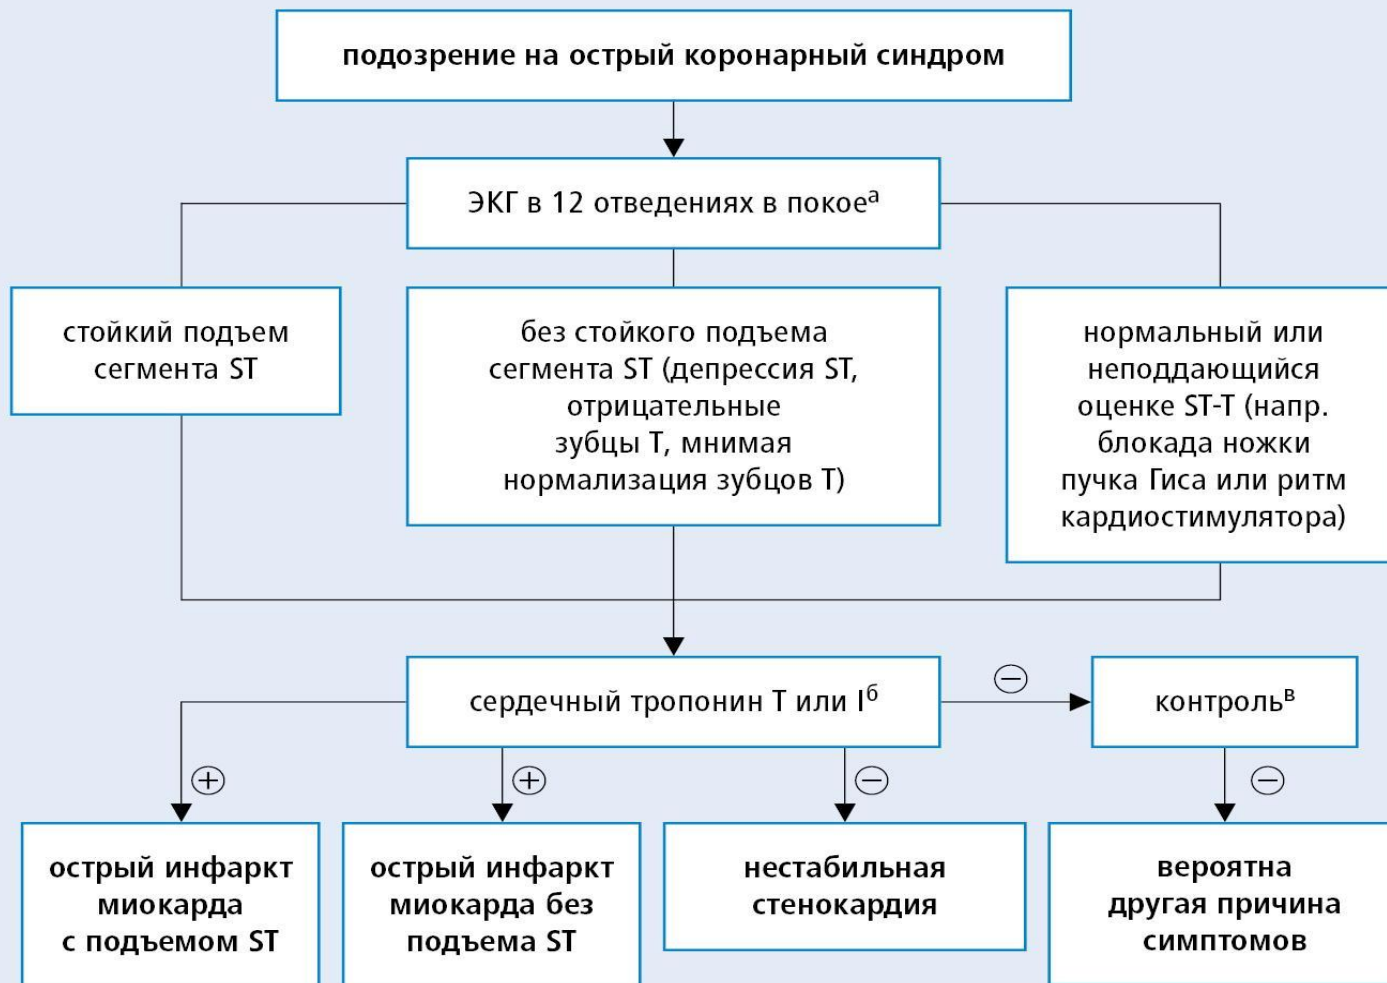 подозрение на острый коронарный синдром
ЭКГ в 12 отведениях в покоеᵃ
стойкий подъем
сегмента ST
без стойкого подъема
сегмента ST (депрессия ST,
отрицательные
зубцы T, мнимая
нормализация зубцов T)
нормальный или
неподдающийся
оценке ST-T (напр.
блокада ножки
пучка Гиса или ритм
кардиостимулятора)
сердечный тропонин T или Iб
−
контрольв
+
+
−
−
острый инфаркт
миокарда
с подъемом ST
острый инфаркт
миокарда без
подъема ST
нестабильная
стенокардия
вероятна
другая причина
симптомов